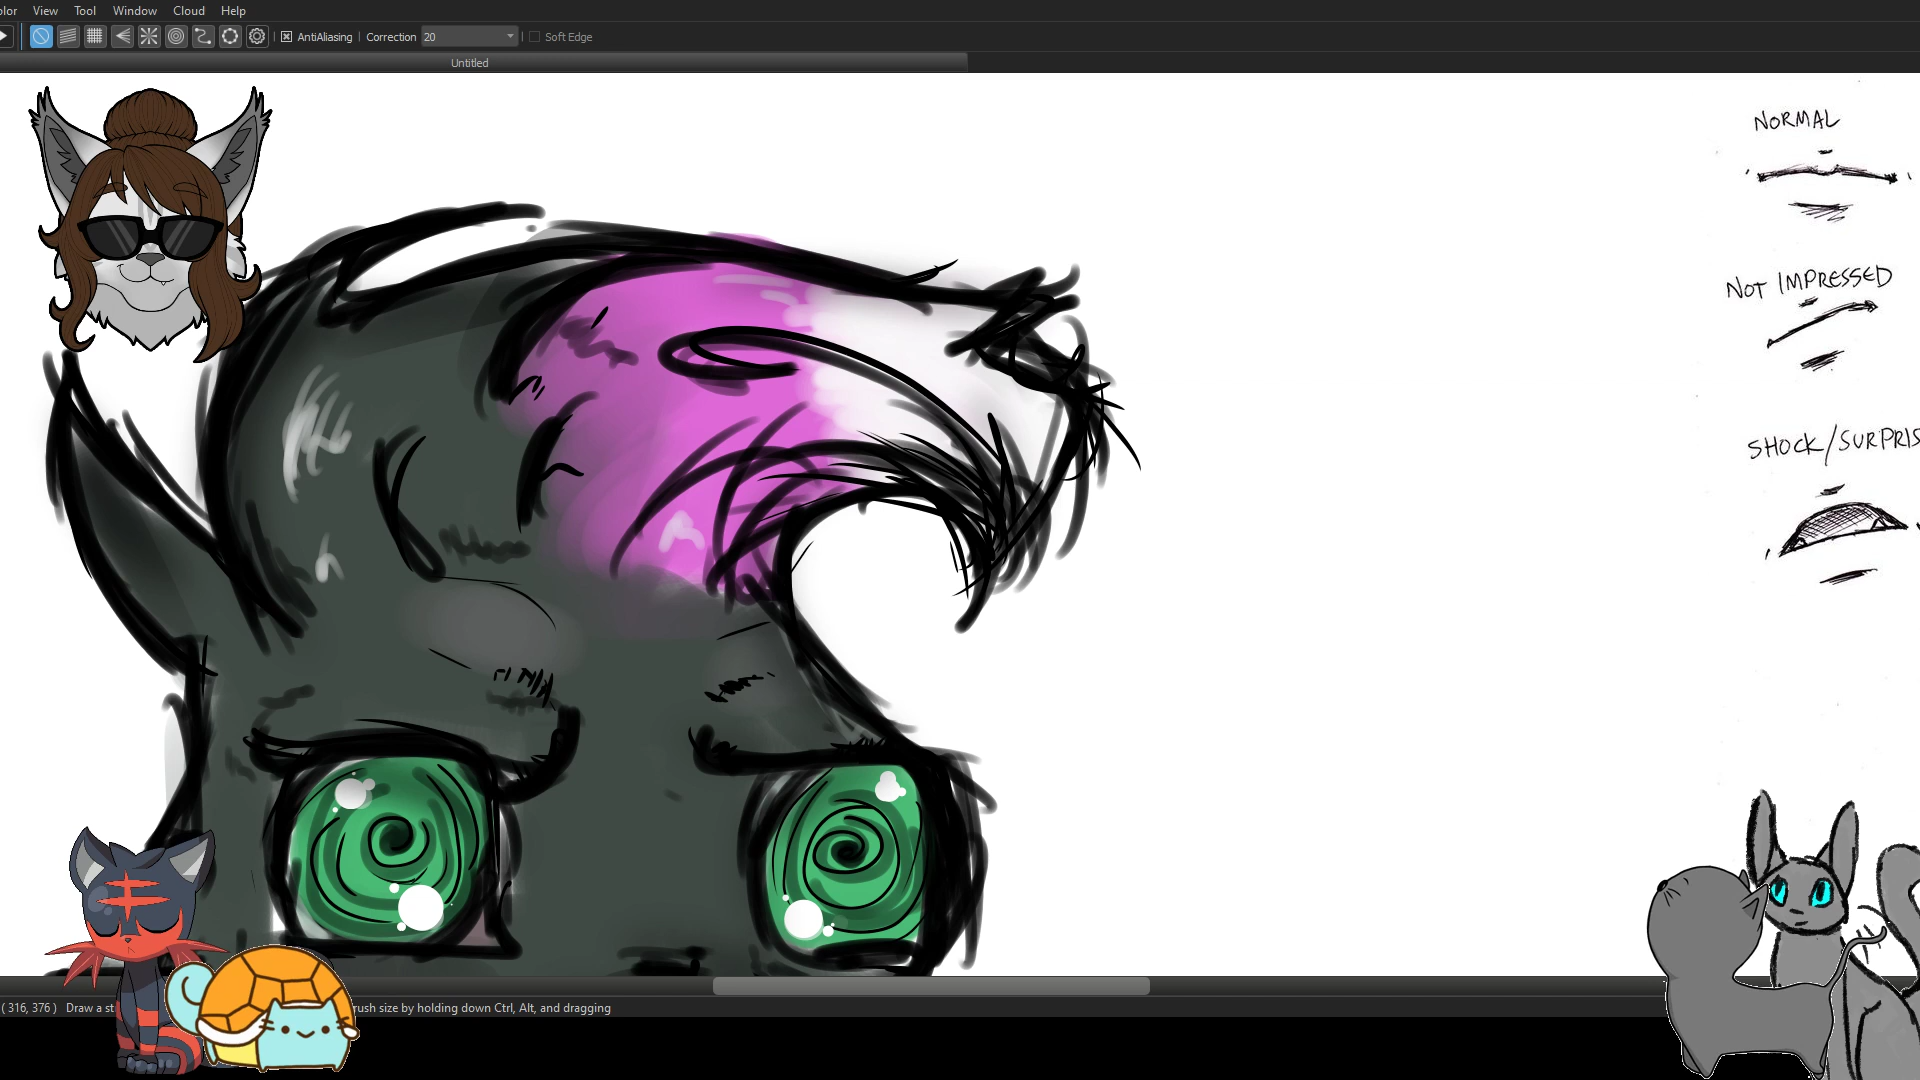 View Tool Window Cloud Help
AntiAliasing Correction 20 Soft Edge
Untitled
NORMAL
NOT IMPRESSED
SHOCK/SURPRIS
( 316, 376 ) Draw a st
rush size by holding down Ctrl, Alt, and dragging